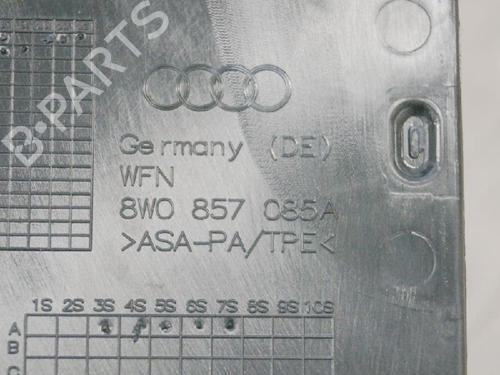 B-PARTS
Germany (DE)
WFN
8W0 857 085A
>ASA-PA/TPE<
1S 2S 3S 4S 5S 6S 7S 8S 9S 10S
A
B
C